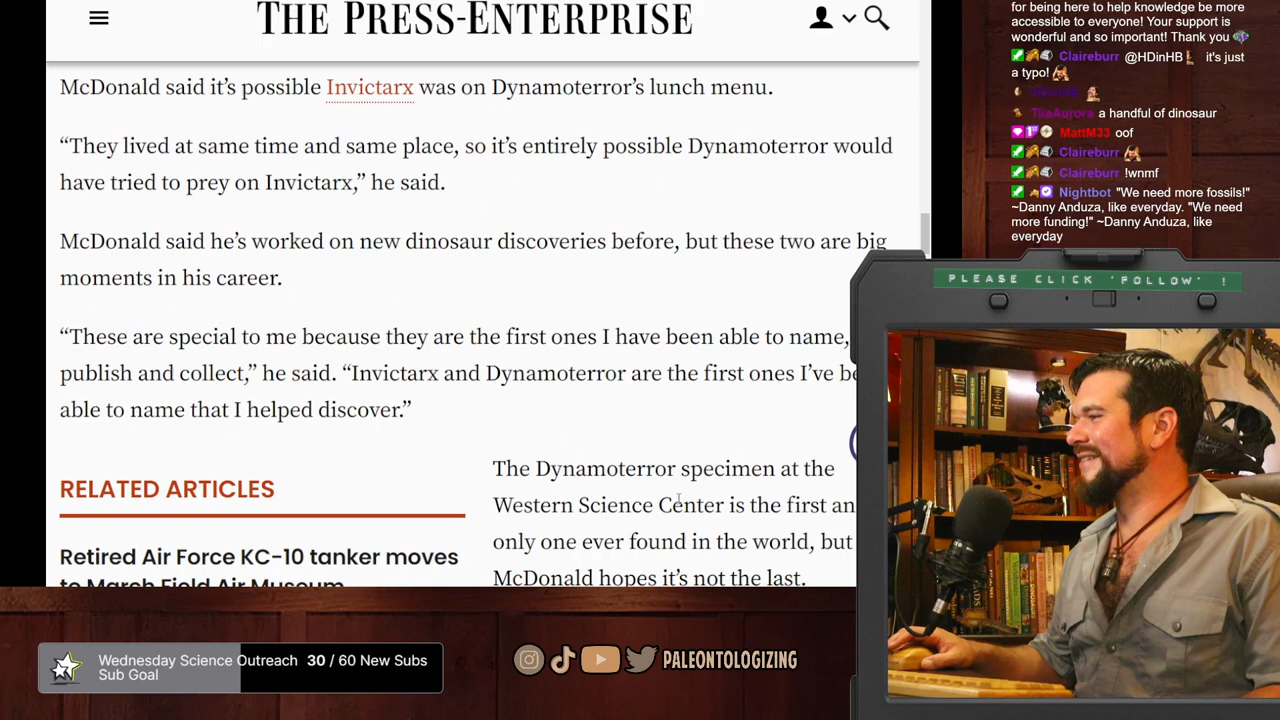 THE PRESS-ENTERPRISE
McDonald said it’s possible Invictarx was on Dynamoterror’s lunch menu.
“They lived at same time and same place, so it’s entirely possible Dynamoterror would
have tried to prey on Invictarx,” he said.
McDonald said he’s worked on new dinosaur discoveries before, but these two are big
moments in his career.
“These are special to me because they are the first ones I have been able to name,
publish and collect,” he said. “Invictarx and Dynamoterror are the first ones I’ve be
able to name that I helped discover.”
RELATED ARTICLES
Retired Air Force KC-10 tanker moves
to March Field Air Museum
The Dynamoterror specimen at the
Western Science Center is the first an
only one ever found in the world, but
McDonald hopes it’s not the last.
for being here to help knowledge be more
accessible to everyone! Your support is
wonderful and so important! Thank you
Claireburr @HDinHB it's just
a typo!
TiiaAurora a handful of dinosaur
MattM33 oof
Claireburr
Claireburr !wnmf
Nightbot "We need more fossils!"
~Danny Anduza, like everyday. "We need
more funding!" ~Danny Anduza, like
everyday
PLEASE CLICK 'FOLLOW' !
Wednesday Science Outreach 30 / 60 New Subs
Sub Goal
PALEONTOLOGIZING